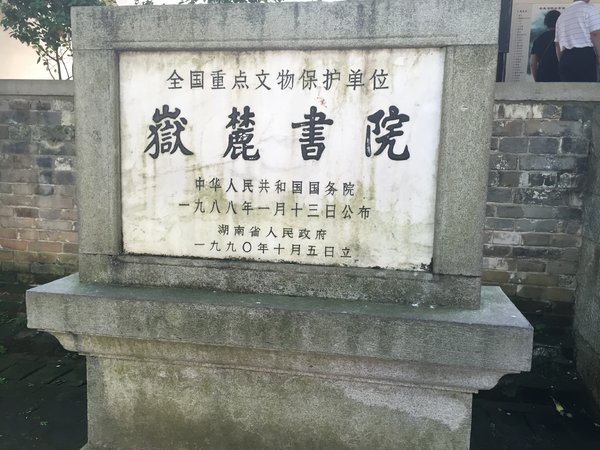 全国重点文物保护单位
嶽麓書院
中华人民共和国国务院
一九八八年一月十三日公布
湖南省人民政府
一九九〇年十月五日立